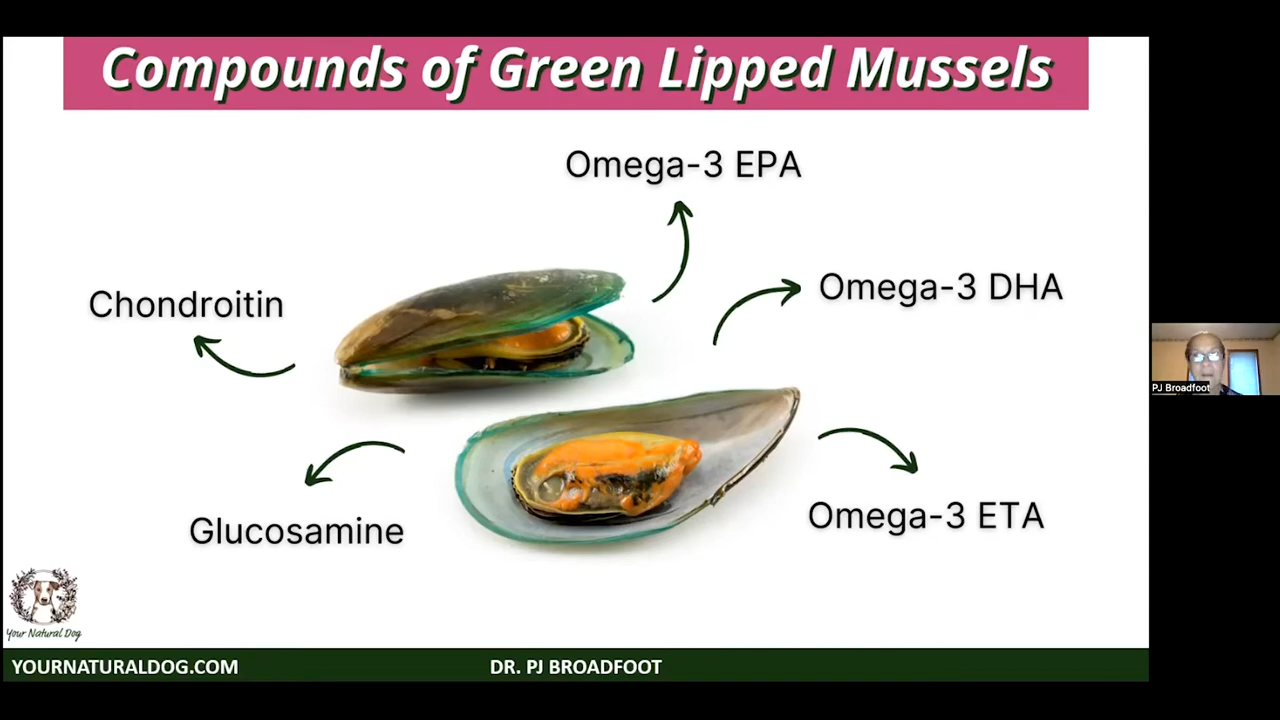 Compounds of Green Lipped Mussels
Omega-3 EPA
Omega-3 DHA
Chondroitin
Omega-3 ETA
Glucosamine
Your Natural Dog
YOURNATURALDOG.COM
DR. PJ BROADFOOT
PJ Broadfoot